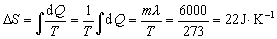 ΔS = ∫ dQ/T = 1/T ∫ dQ = mλ/T = 6000/273 = 22 J· K⁻¹